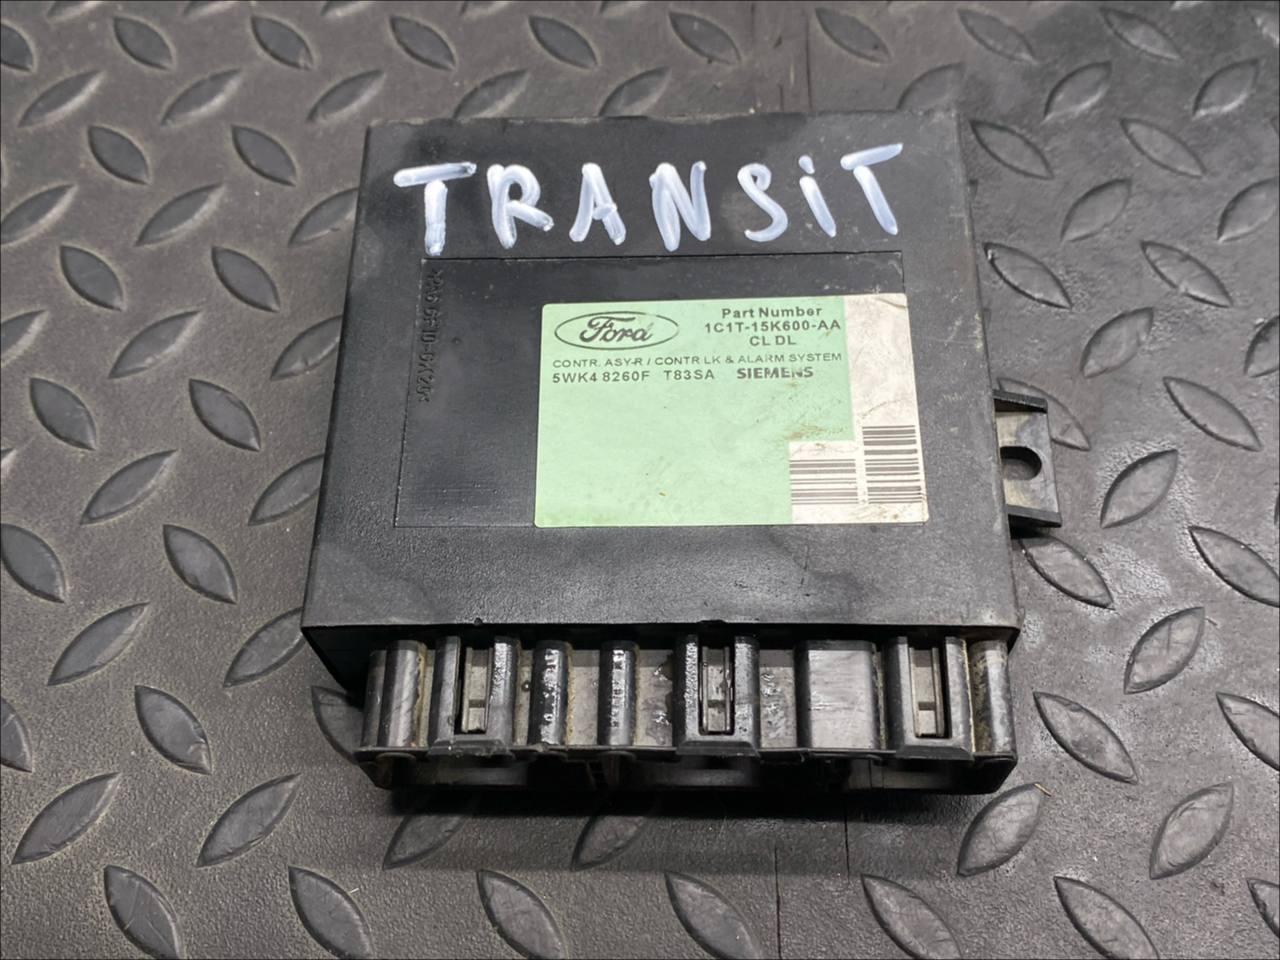 TRANSiT
Ford
Part Number
1C1T-15K600-AA
CL DL
CONTR. ASY-R / CONTR LK & ALARM SYSTEM
5WK4 8260F T83SA SIEMENS